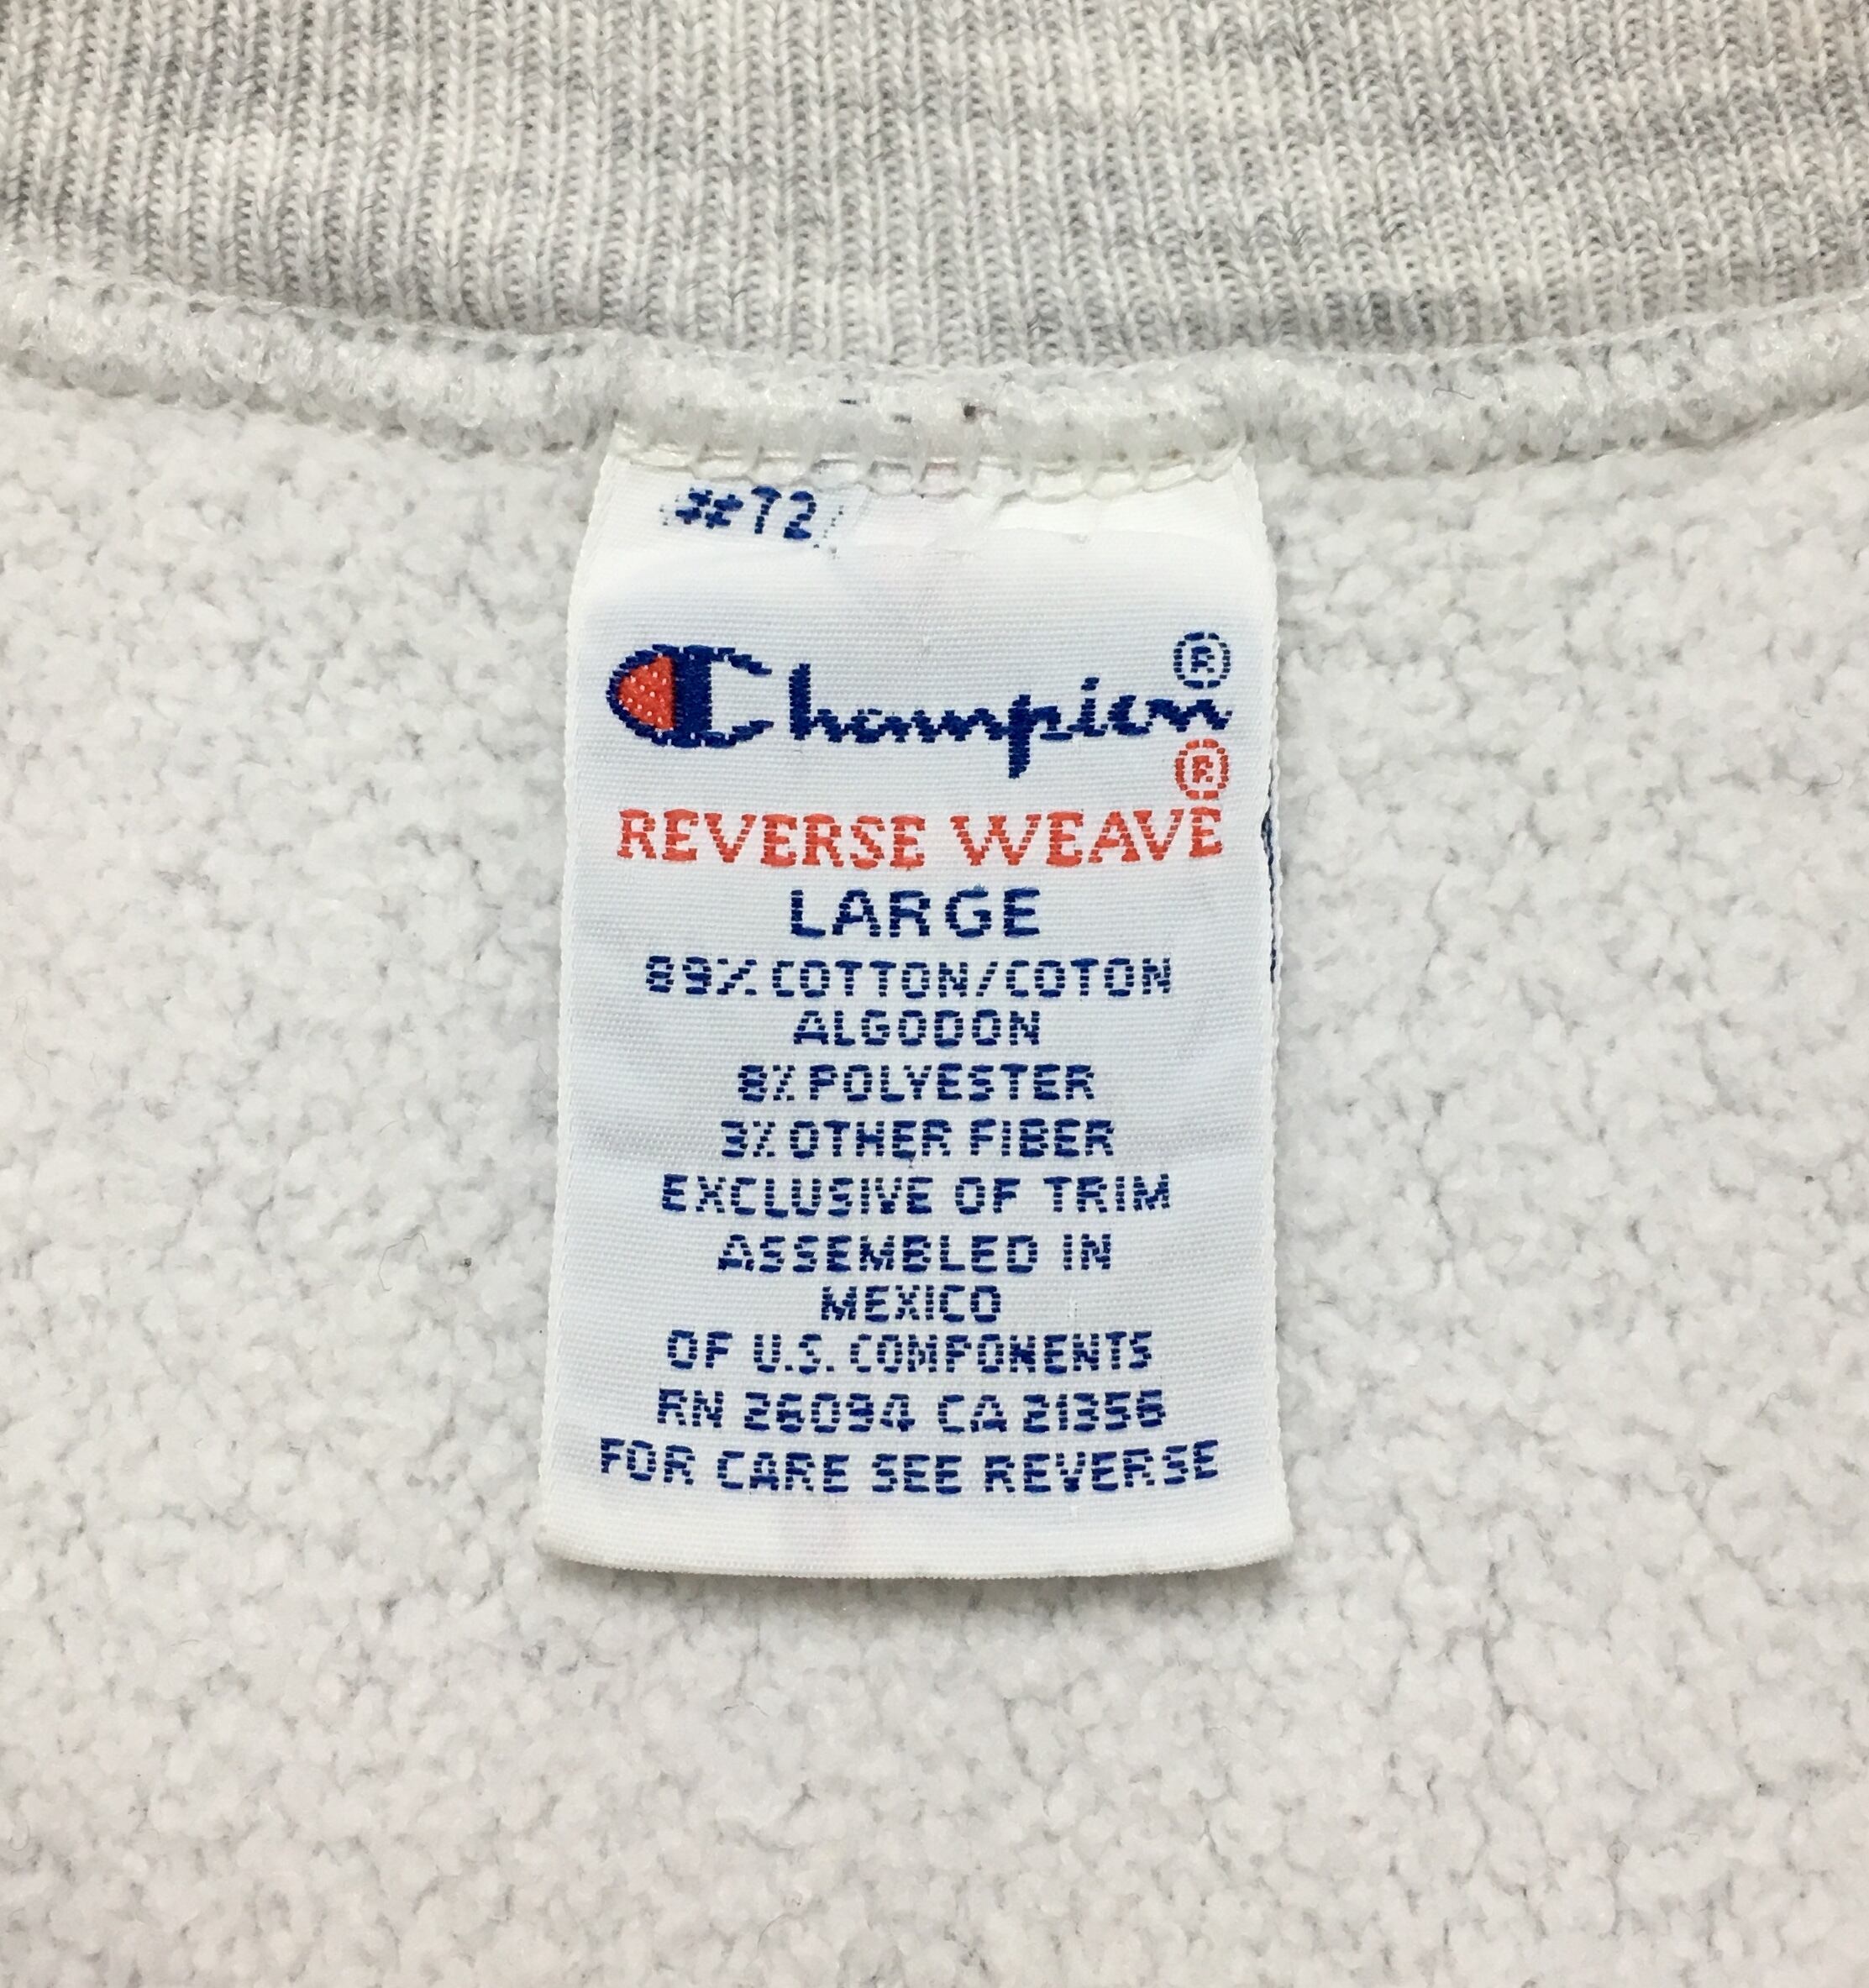 #72
Champion®
®
REVERSE WEAVE
LARGE
89% COTTON/COTON
ALGODON
8% POLYESTER
3% OTHER FIBER
EXCLUSIVE OF TRIM
ASSEMBLED IN
MEXICO
OF U.S. COMPONENTS
RN 26094 CA 21356
FOR CARE SEE REVERSE